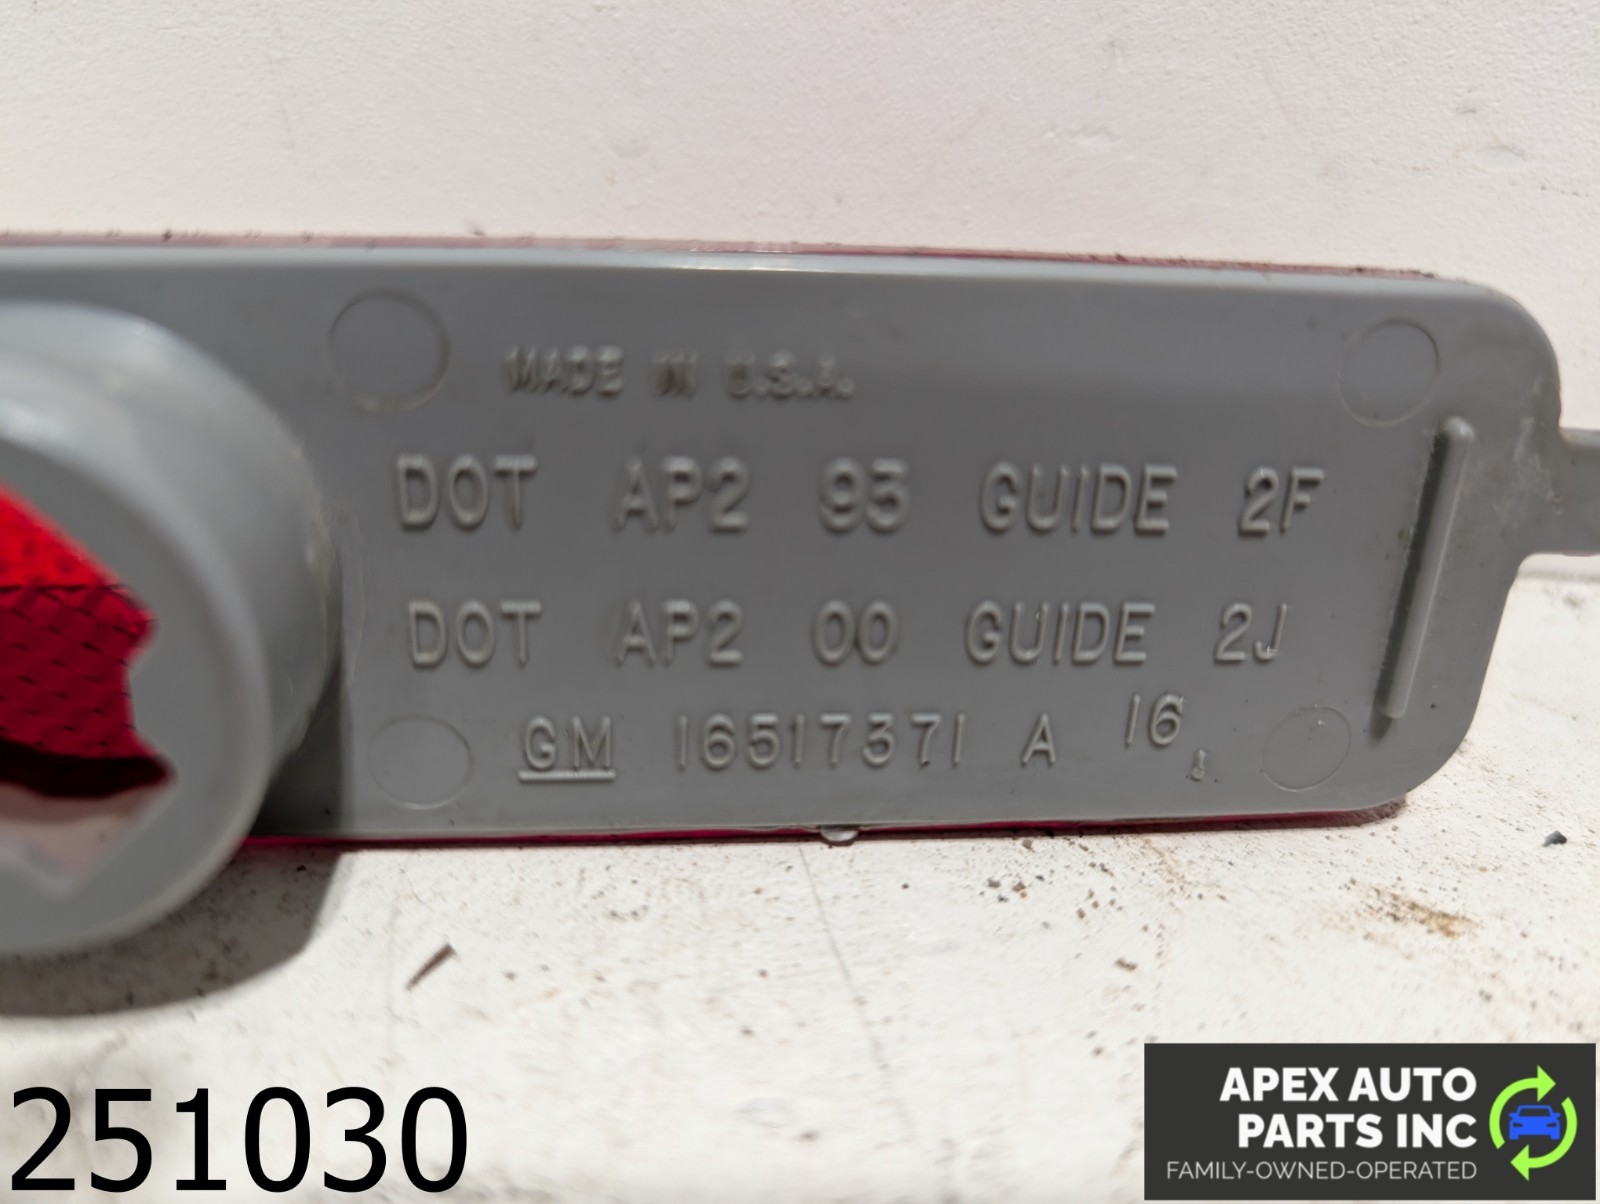 MADE IN U.S.A.
DOT AP2 93 GUIDE 2F
DOT AP2 00 GUIDE 2J
GM 16517371 A 16
251030
APEX AUTO
PARTS INC
FAMILY-OWNED-OPERATED